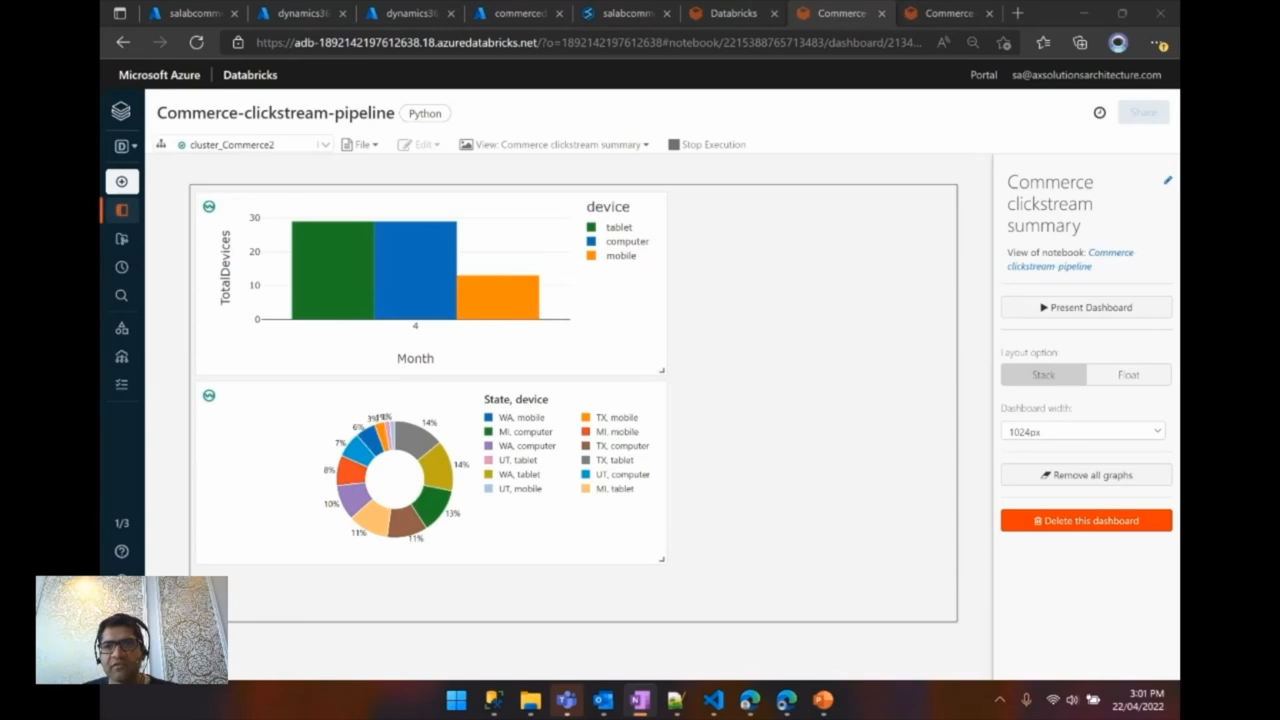 salabcomm
dynamics36
dynamics36
commerced
salabcomm
Databricks
Commerce
Commerce
https://adb-1892142197612638.18.azuredatabricks.net/?o=1892142197612638#notebook/2215388765713483/dashboard/2134...
Microsoft Azure | Databricks
Portal
sa@axsolutionsarchitecture.com
Commerce-clickstream-pipeline
Python
Share
D
cluster_Commerce2
File
Edit
View: Commerce clickstream summary
Stop Execution
30
20
10
0
TotalDevices
4
Month
device
tablet
computer
mobile
State, device
WA, mobile
MI, computer
WA, computer
UT, tablet
WA, tablet
UT, mobile
TX, mobile
MI, mobile
TX, computer
TX, tablet
UT, computer
MI, tablet
14%
14%
13%
11%
11%
10%
8%
7%
6%
3%
1/3
Commerce
clickstream
summary
View of notebook: Commerce
clickstream-pipeline
Present Dashboard
Layout option:
Stack
Float
Dashboard width:
1024px
Remove all graphs
Delete this dashboard
3:01 PM
22/04/2022